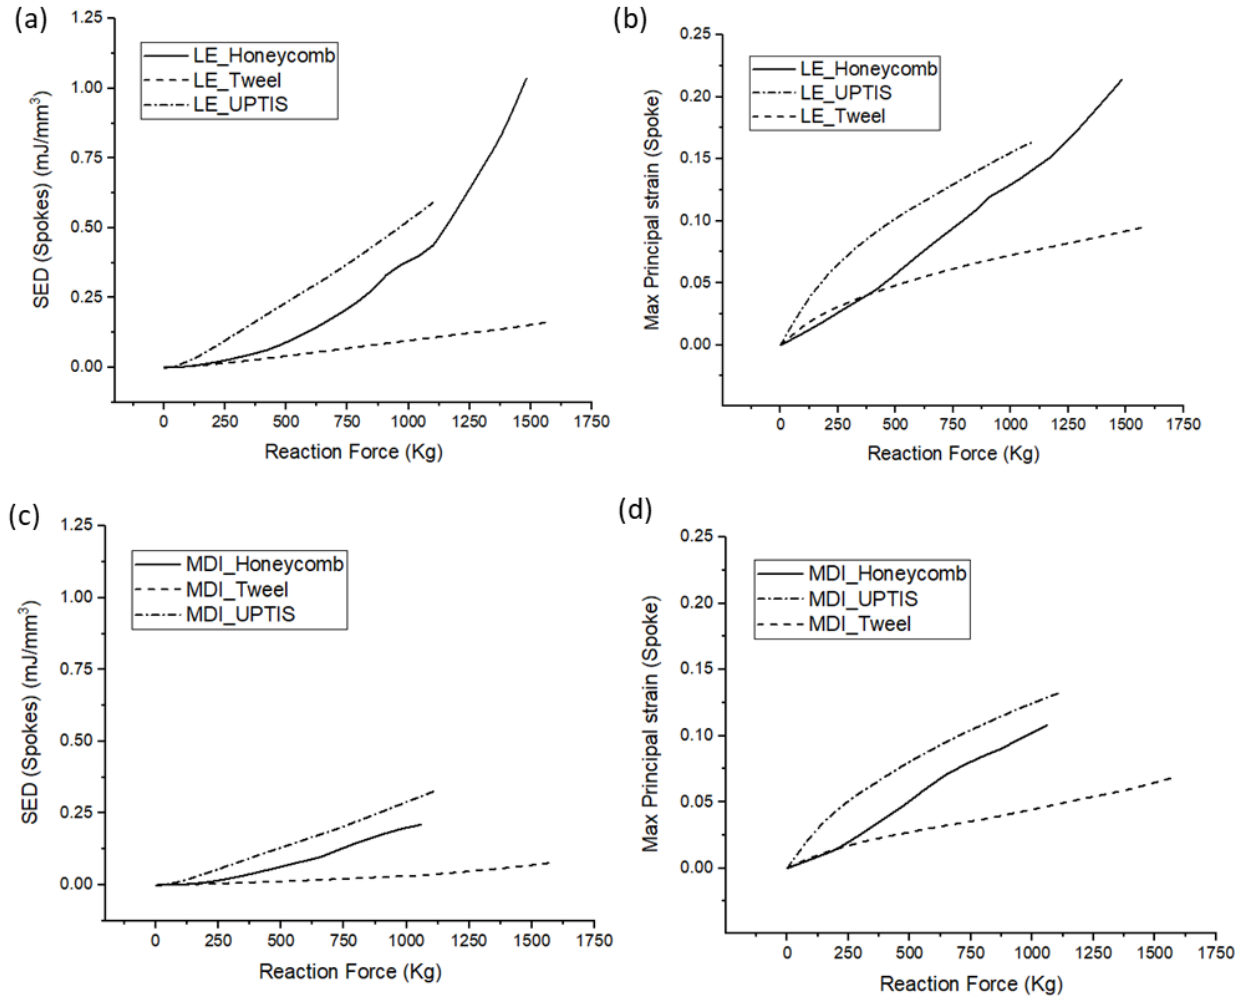 (a)
1.25
1.00
0.75
0.50
0.25
0.00
SED (Spokes) (mJ/mm³)
LE_Honeycomb
LE_Tweel
LE_UPTIS
0 250 500 750 1000 1250 1500 1750
Reaction Force (Kg)
(b)
0.25
0.20
0.15
0.10
0.05
0.00
Max Principal strain (Spoke)
LE_Honeycomb
LE_UPTIS
LE_Tweel
0 250 500 750 1000 1250 1500 1750
Reaction Force (Kg)
(c)
1.25
1.00
0.75
0.50
0.25
0.00
SED (Spokes) (mJ/mm³)
MDI_Honeycomb
MDI_Tweel
MDI_UPTIS
0 250 500 750 1000 1250 1500 1750
Reaction Force (Kg)
(d)
0.25
0.20
0.15
0.10
0.05
0.00
Max Principal strain (Spoke)
MDI_Honeycomb
MDI_UPTIS
MDI_Tweel
0 250 500 750 1000 1250 1500 1750
Reaction Force (Kg)